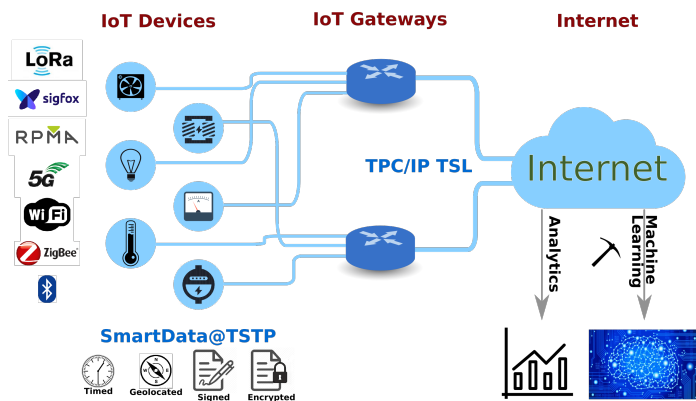 IoT Devices
IoT Gateways
Internet
LoRa
sigfox
RPMA
5G
WiFi
ZigBee
TPC/IP TSL
Internet
Analytics
Machine
Learning
SmartData@TSTP
N
W
E
S
A
Timed
Geolocated
Signed
Encrypted